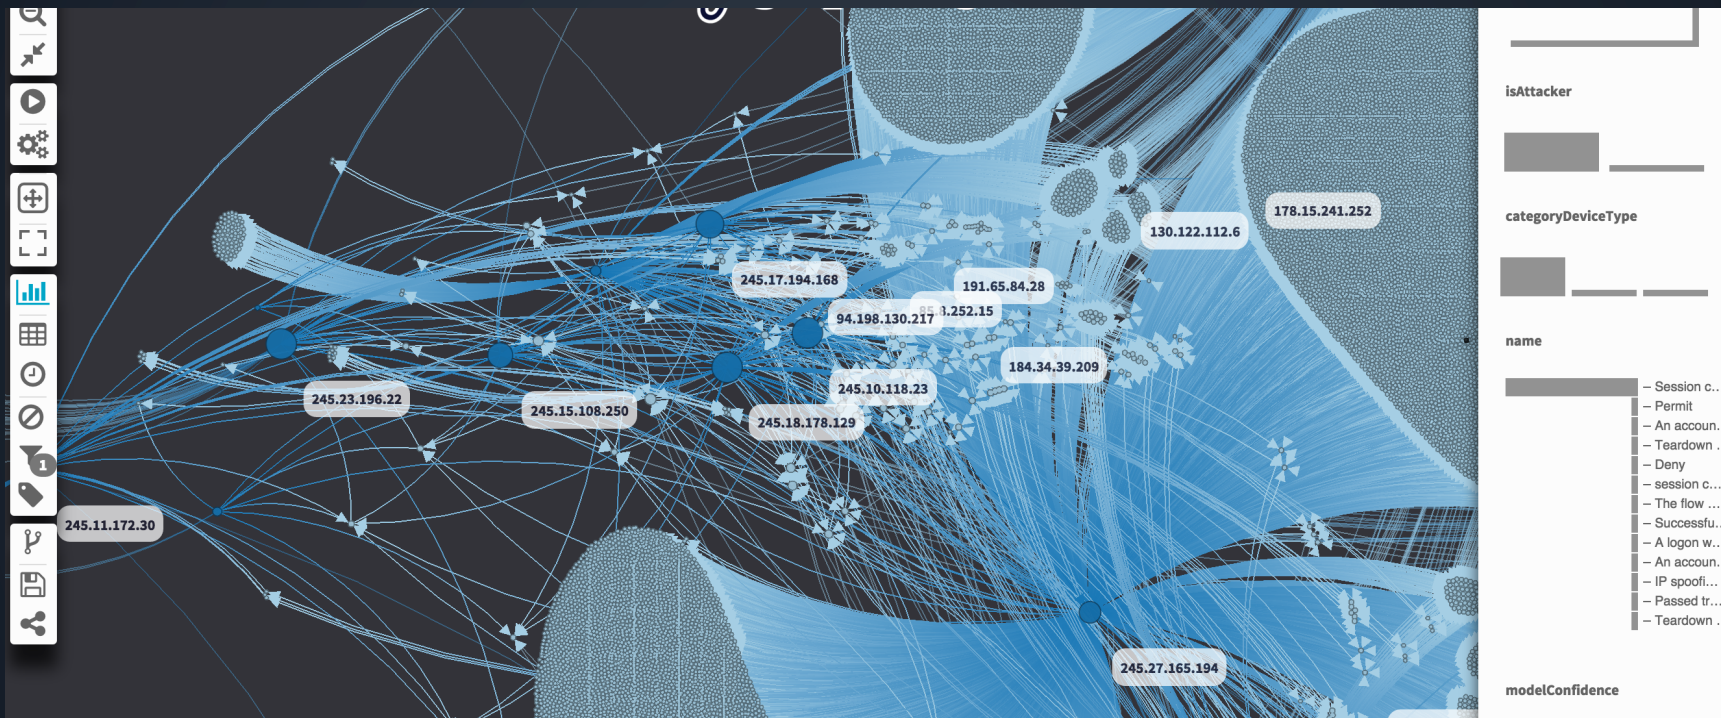 isAttacker
categoryDeviceType
178.15.241.252
130.122.112.6
245.17.194.168
191.65.84.28
94.198.130.217
8.252.15
name
184.34.39.209
245.10.118.23
245.23.196.22
245.15.108.250
245.18.178.129
– Session c...
– Permit
– An accoun..
– Teardown .
– Deny
– session c...
– The flow ...
– Successfu..
– A logon w...
– An accoun.
– IP spoofi...
– Passed tr...
– Teardown .
1
245.11.172.30
245.27.165.194
modelConfidence